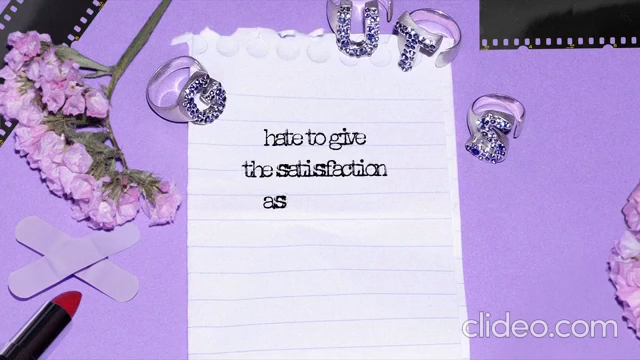 G U T S
hate to give
the satisfaction
as
clideo.com